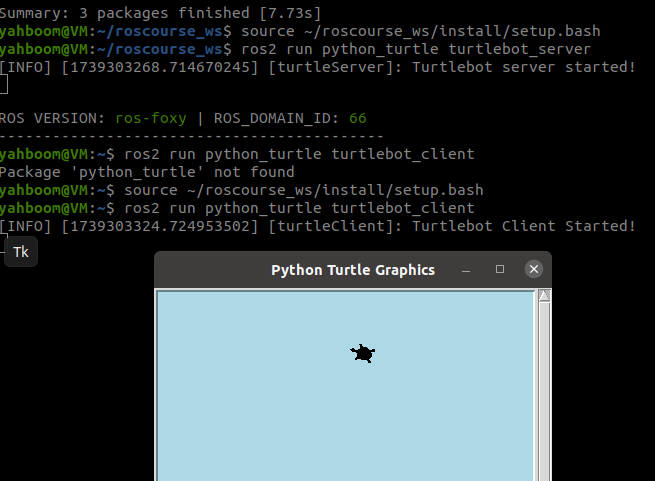 Summary: 3 packages finished [7.73s]
yahboom@VM:~/roscourse_ws$ source ~/roscourse_ws/install/setup.bash
yahboom@VM:~/roscourse_ws$ ros2 run python_turtle turtlebot_server
[INFO] [1739303268.714670245] [turtleServer]: Turtlebot server started!
ROS VERSION: ros-foxy | ROS_DOMAIN_ID: 66
-------------------------------------------
yahboom@VM:~$ ros2 run python_turtle turtlebot_client
Package 'python_turtle' not found
yahboom@VM:~$ source ~/roscourse_ws/install/setup.bash
yahboom@VM:~$ ros2 run python_turtle turtlebot_client
[INFO] [1739303324.724953502] [turtleClient]: Turtlebot Client Started!
Tk
Python Turtle Graphics